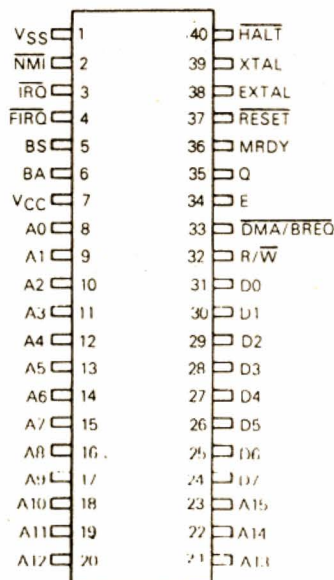 VSS 1 40 HALT
NMI 2 39 XTAL
IRQ 3 38 EXTAL
FIRQ 4 37 RESET
BS 5 36 MRDY
BA 6 35 Q
VCC 7 34 E
A0 8 33 DMA/BREQ
A1 9 32 R/W
A2 10 31 D0
A3 11 30 D1
A4 12 29 D2
A5 13 28 D3
A6 14 27 D4
A7 15 26 D5
A8 16 25 D6
A9 17 24 D7
A10 18 23 A15
A11 19 22 A14
A12 20 21 A13